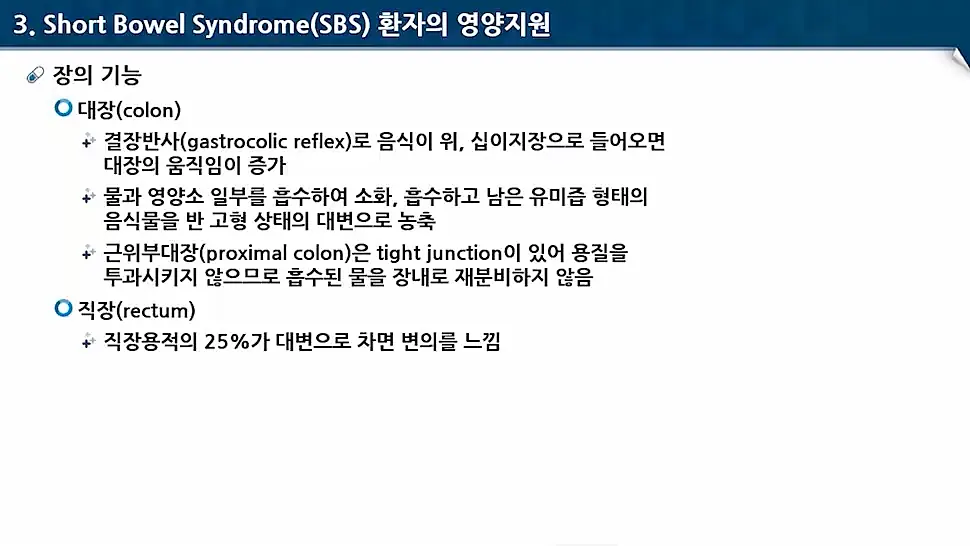 3. Short Bowel Syndrome(SBS) 환자의 영양지원
장의 기능
대장(colon)
결장반사(gastrocolic reflex)로 음식이 위, 십이지장으로 들어오면
대장의 움직임이 증가
물과 영양소 일부를 흡수하여 소화, 흡수하고 남은 유미즙 형태의
음식물을 반 고형 상태의 대변으로 농축
근위부대장(proximal colon)은 tight junction이 있어 용질을
투과시키지 않으므로 흡수된 물을 장내로 재분비하지 않음
직장(rectum)
직장용적의 25%가 대변으로 차면 변의를 느낌